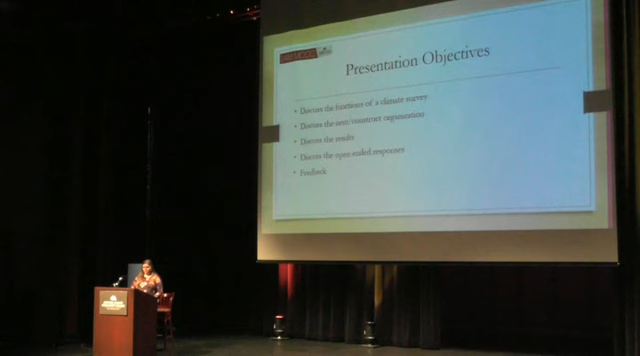 Presentation Objectives
• Discuss the functions of a climate survey
• Discuss the item/construct organization
• Discuss the results
• Discuss the open ended responses
• Feedback